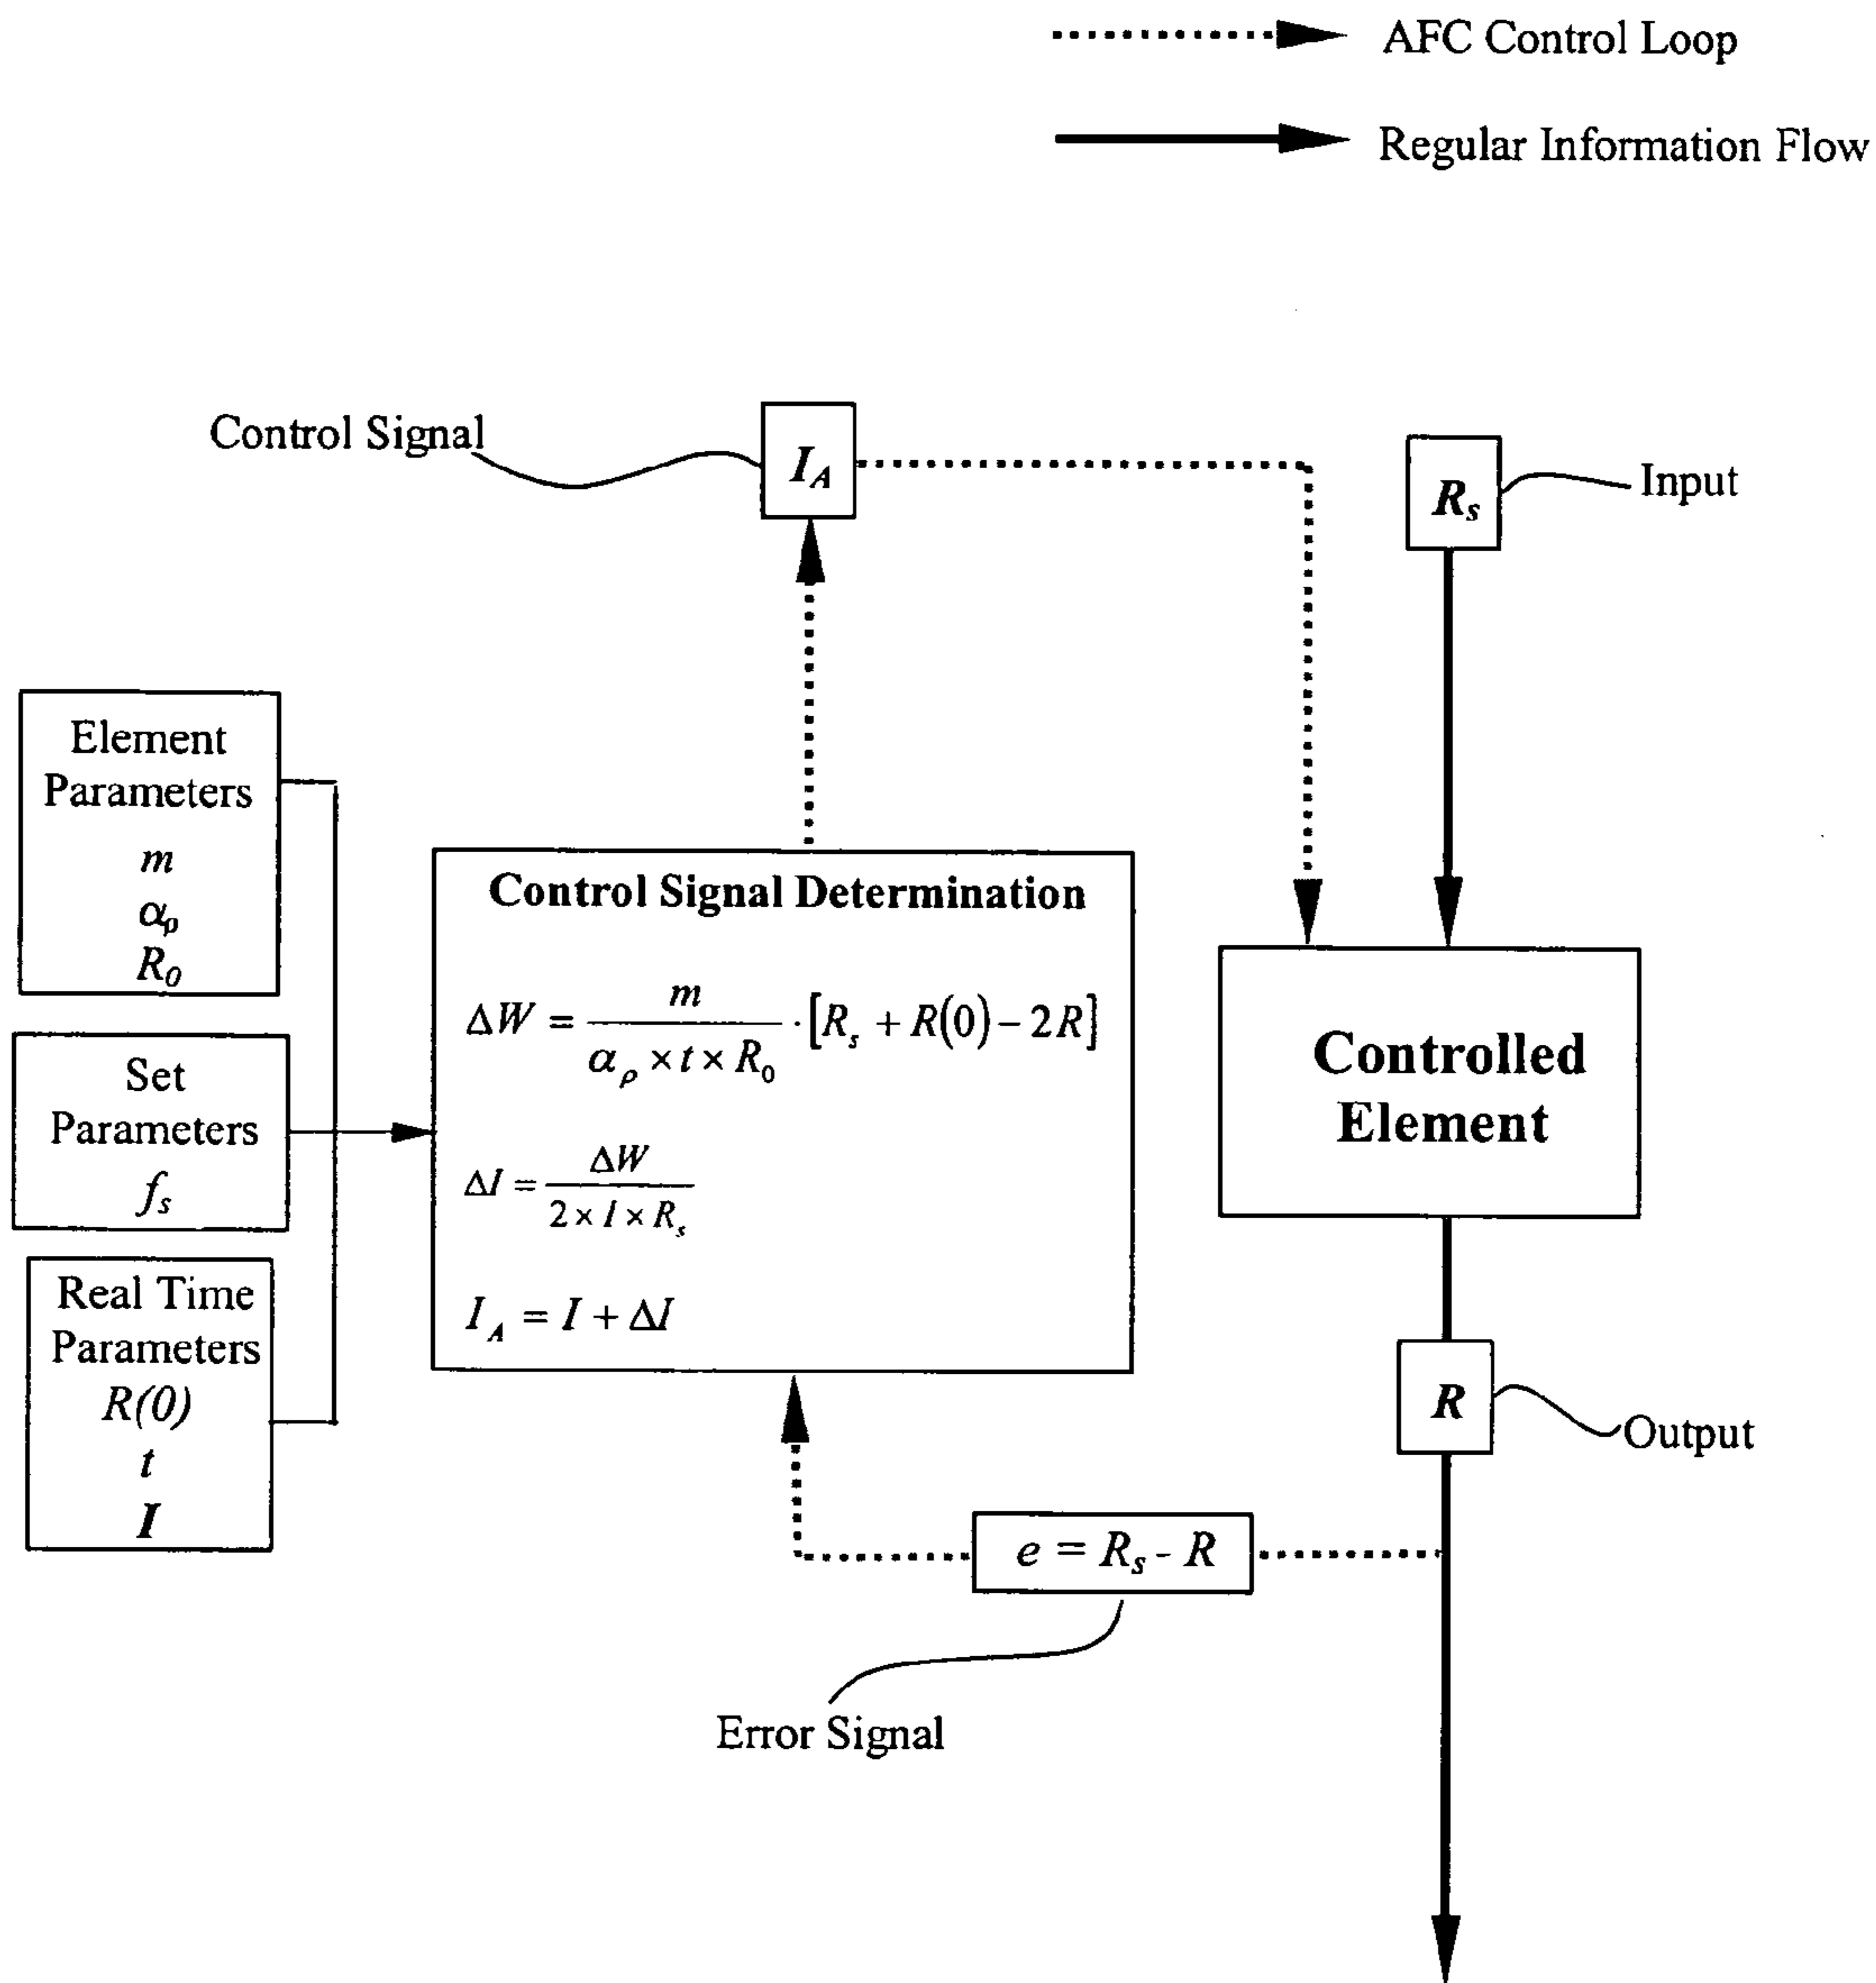 AFC Control Loop
Regular Information Flow
Control Signal
I_A
R_s
Input
Element
Parameters
m
α_ρ
R_0
Set
Parameters
f_s
Real Time
Parameters
R(0)
t
I
Control Signal Determination
ΔW = m / (α_ρ × t × R_0) · [R_s + R(0) − 2R]
ΔI = ΔW / (2 × I × R_s)
I_A = I + ΔI
Controlled
Element
R
Output
e = R_s - R
Error Signal